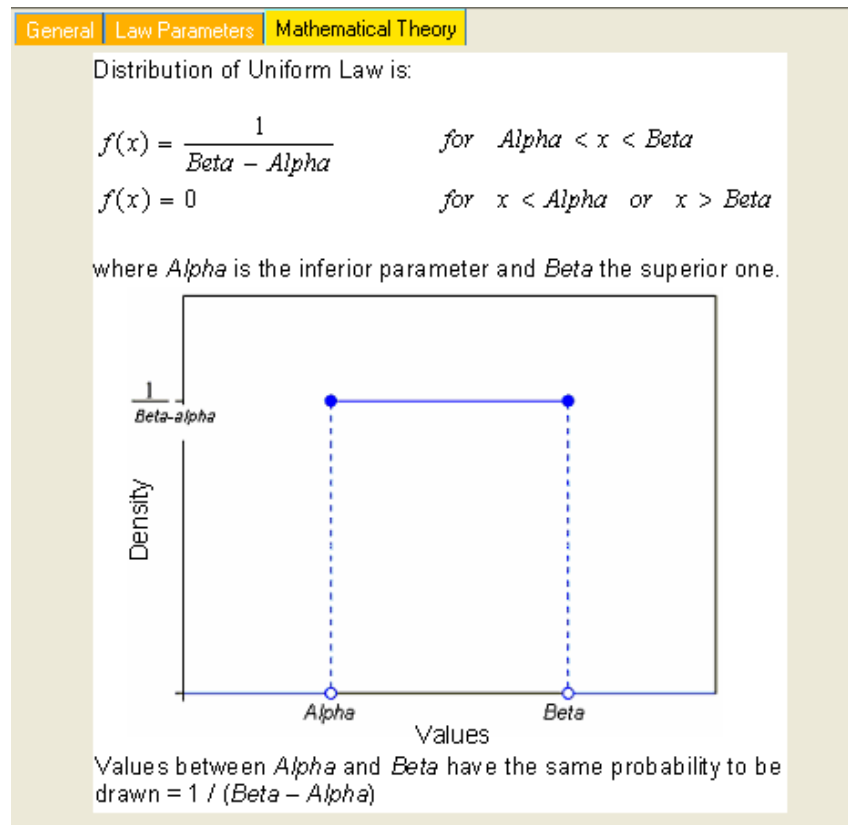 General Law Parameters Mathematical Theory
Distribution of Uniform Law is:
f(x) = 1 / (Beta − Alpha) for Alpha < x < Beta
f(x) = 0 for x < Alpha or x > Beta
where Alpha is the inferior parameter and Beta the superior one.
1
Beta-alpha
Density
Alpha Beta
Values
Values between Alpha and Beta have the same probability to be
drawn = 1 / (Beta – Alpha)